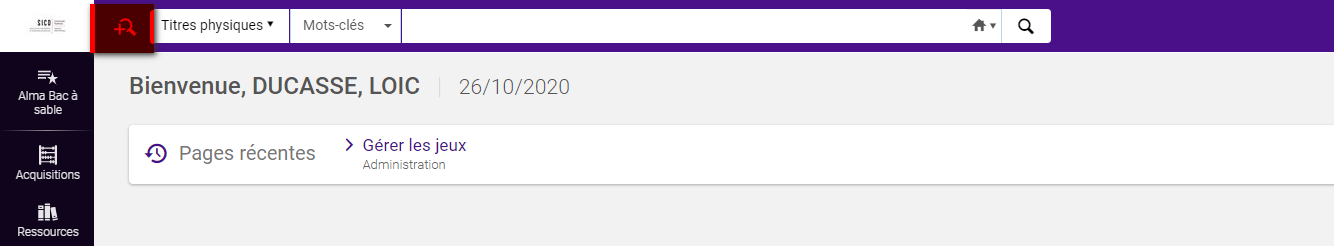 SICD
Titres physiques
Mots-clés
Alma Bac à
sable
Bienvenue, DUCASSE, LOIC
26/10/2020
Pages récentes
Gérer les jeux
Administration
Acquisitions
Ressources